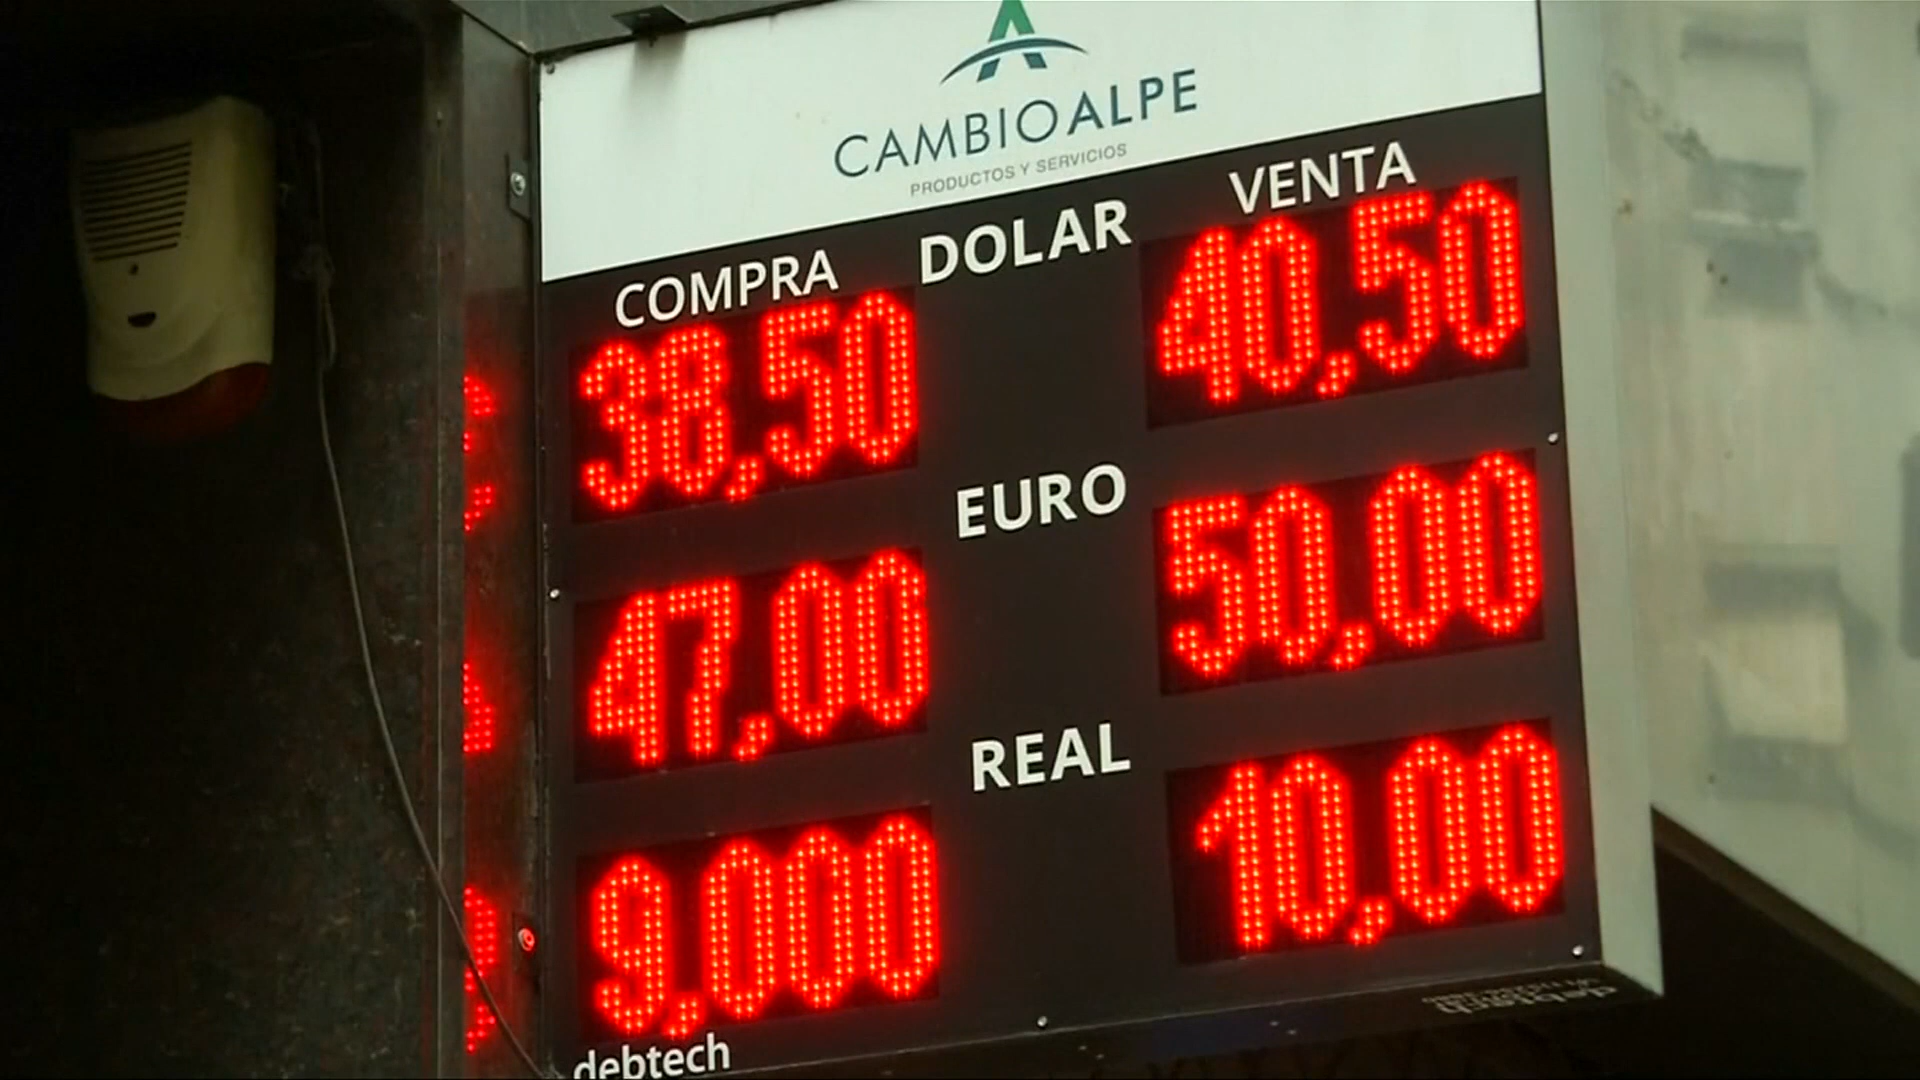 CAMBIOALPE
PRODUCTOS Y SERVICIOS
COMPRA DOLAR VENTA
38,50 40,50
EURO
47,00 50,00
REAL
9,000 10,00
debtech